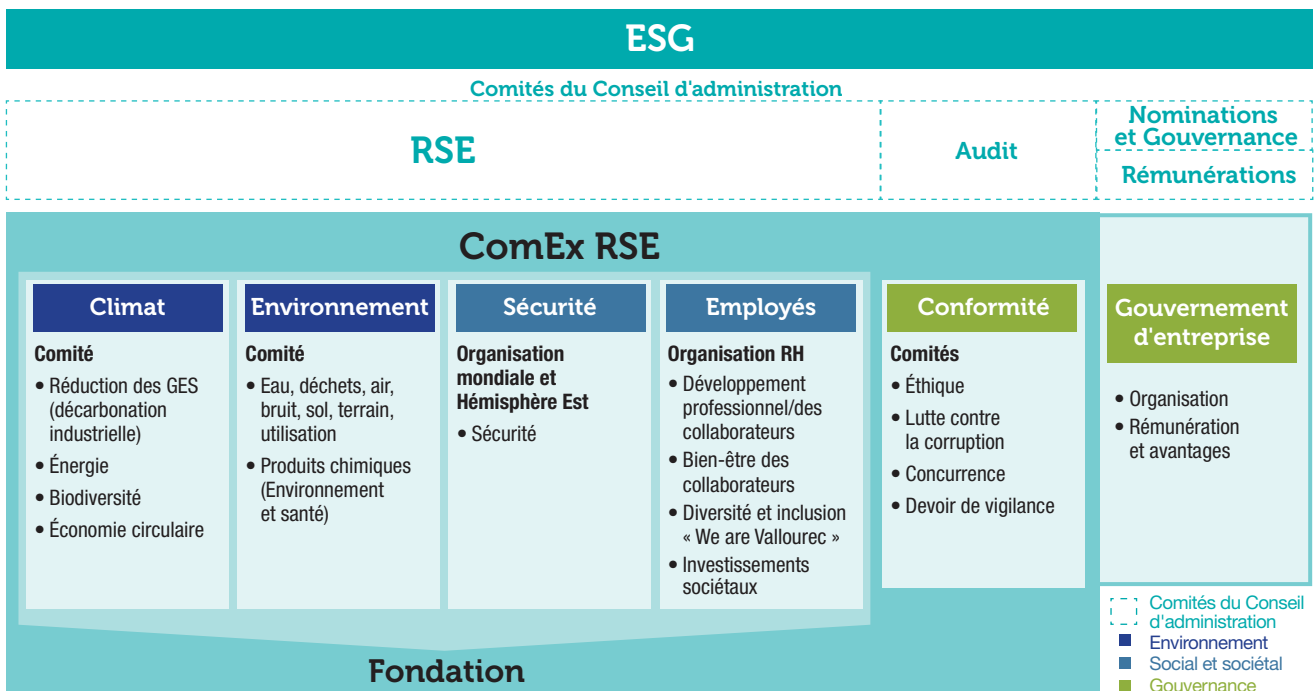 ESG
Comités du Conseil d'administration
RSE
Audit
Nominations
et Gouvernance
Rémunérations
ComEx RSE
Climat
Comité
• Réduction des GES
(décarbonation
industrielle)
• Énergie
• Biodiversité
• Économie circulaire
Environnement
Comité
• Eau, déchets, air,
bruit, sol, terrain,
utilisation
• Produits chimiques
(Environnement
et santé)
Sécurité
Organisation
mondiale et
Hémisphère Est
• Sécurité
Employés
Organisation RH
• Développement
professionnel/des
collaborateurs
• Bien-être des
collaborateurs
• Diversité et inclusion
« We are Vallourec »
• Investissements
sociétaux
Conformité
Comités
• Éthique
• Lutte contre
la corruption
• Concurrence
• Devoir de vigilance
Gouvernement
d'entreprise
• Organisation
• Rémunération
et avantages
Fondation
Comités du Conseil
d'administration
Environnement
Social et sociétal
Gouvernance